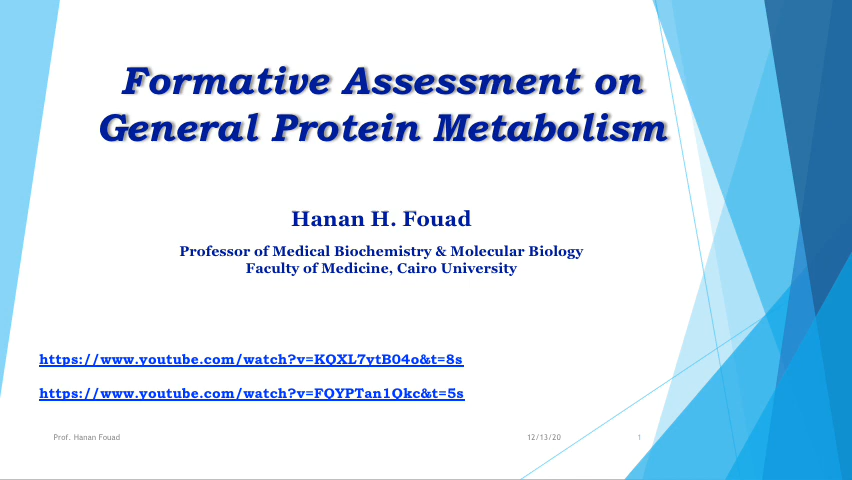 Formative Assessment on
General Protein Metabolism
Hanan H. Fouad
Professor of Medical Biochemistry & Molecular Biology
Faculty of Medicine, Cairo University
https://www.youtube.com/watch?v=KQXL7ytB04o&t=8s
https://www.youtube.com/watch?v=FQYPTan1Qkc&t=5s
Prof. Hanan Fouad 12/13/20 1